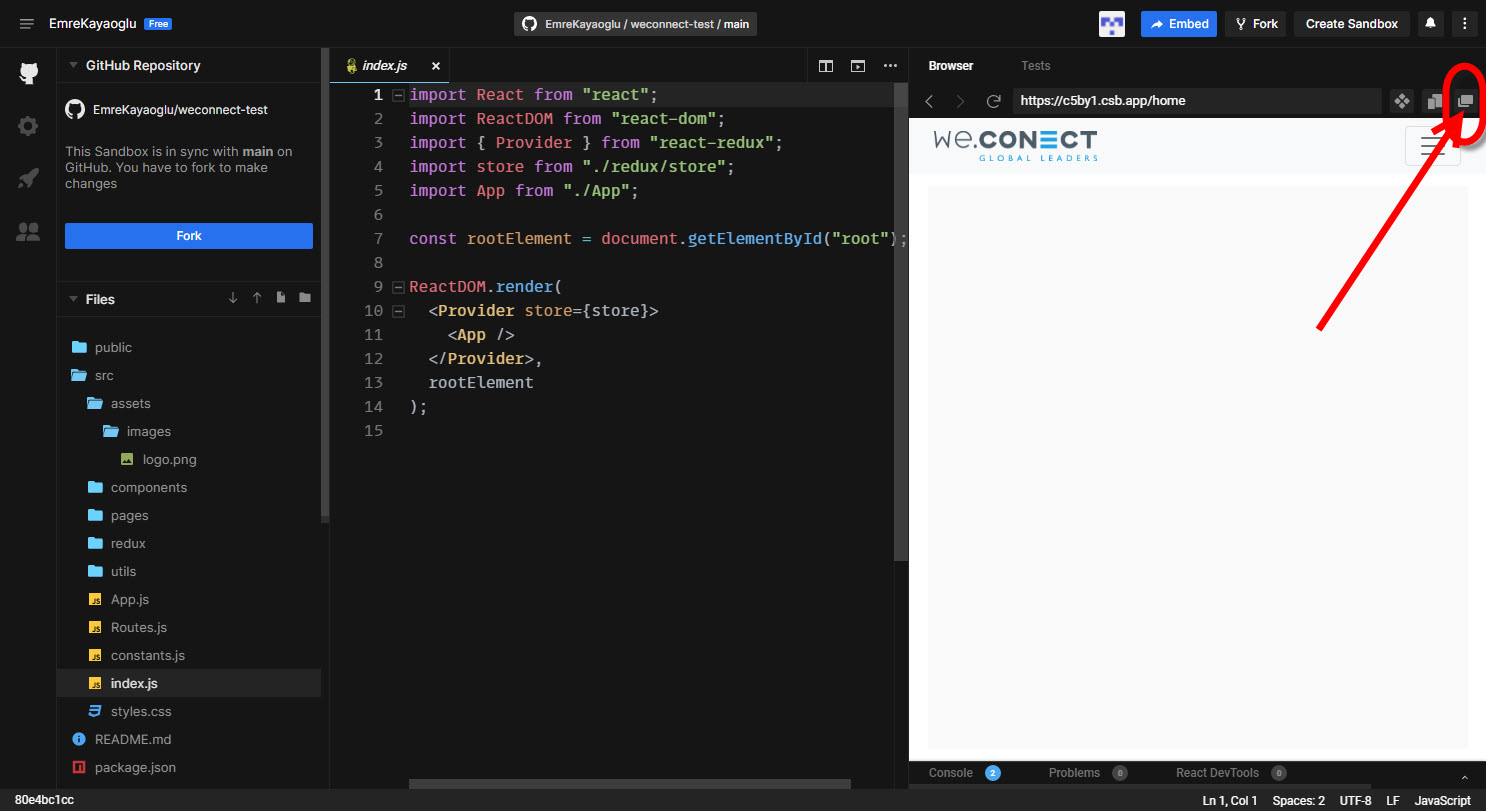 EmreKayaoglu Free
EmreKayaoglu / weconnect-test / main
Embed
Fork
Create Sandbox
GitHub Repository
EmreKayaoglu/weconnect-test
This Sandbox is in sync with main on
GitHub. You have to fork to make
changes
Fork
Files
public
src
assets
images
logo.png
components
pages
redux
utils
App.js
Routes.js
constants.js
index.js
styles.css
README.md
package.json
index.js
1 import React from "react";
2 import ReactDOM from "react-dom";
3 import { Provider } from "react-redux";
4 import store from "./redux/store";
5 import App from "./App";
6
7 const rootElement = document.getElementById("root");
8
9 ReactDOM.render(
10 <Provider store={store}>
11 <App />
12 </Provider>,
13 rootElement
14 );
15
Browser Tests
https://c5by1.csb.app/home
we.CONECT
GLOBAL LEADERS
Console 2 Problems 0 React DevTools 0
80e4bc1cc
Ln 1, Col 1 Spaces: 2 UTF-8 LF JavaScript